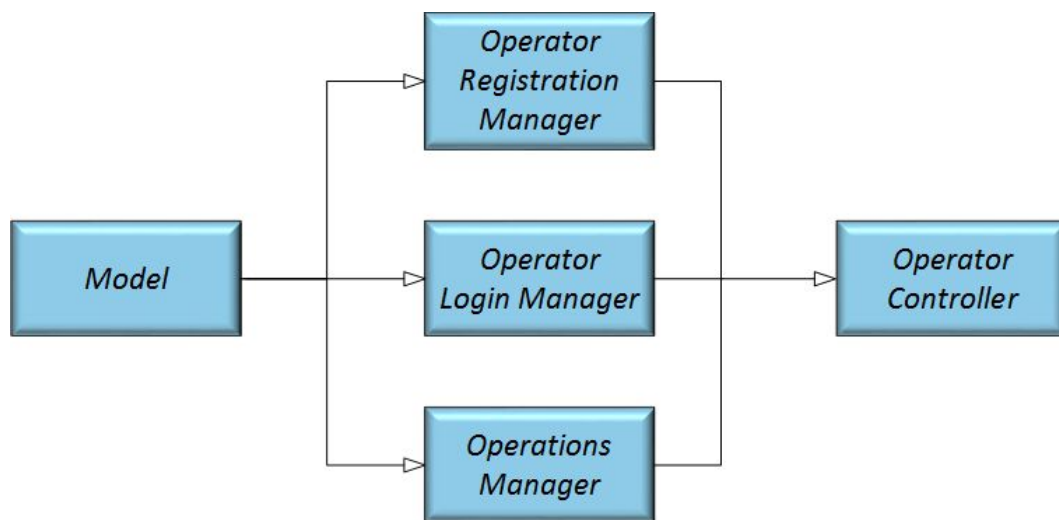 Operator
Registration
Manager
Model
Operator
Login Manager
Operator
Controller
Operations
Manager